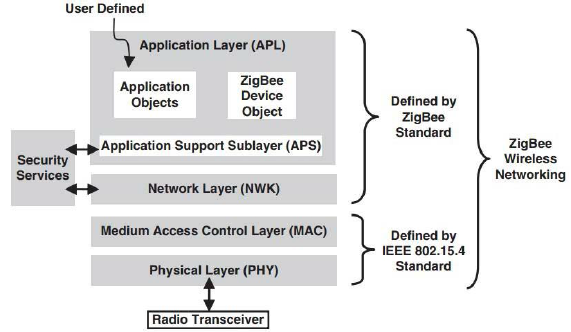 User Defined
Application Layer (APL)
Application
Objects
ZigBee
Device
Object
Application Support Sublayer (APS)
Security
Services
Network Layer (NWK)
Medium Access Control Layer (MAC)
Physical Layer (PHY)
Radio Transceiver
Defined by
ZigBee
Standard
Defined by
IEEE 802.15.4
Standard
ZigBee
Wireless
Networking